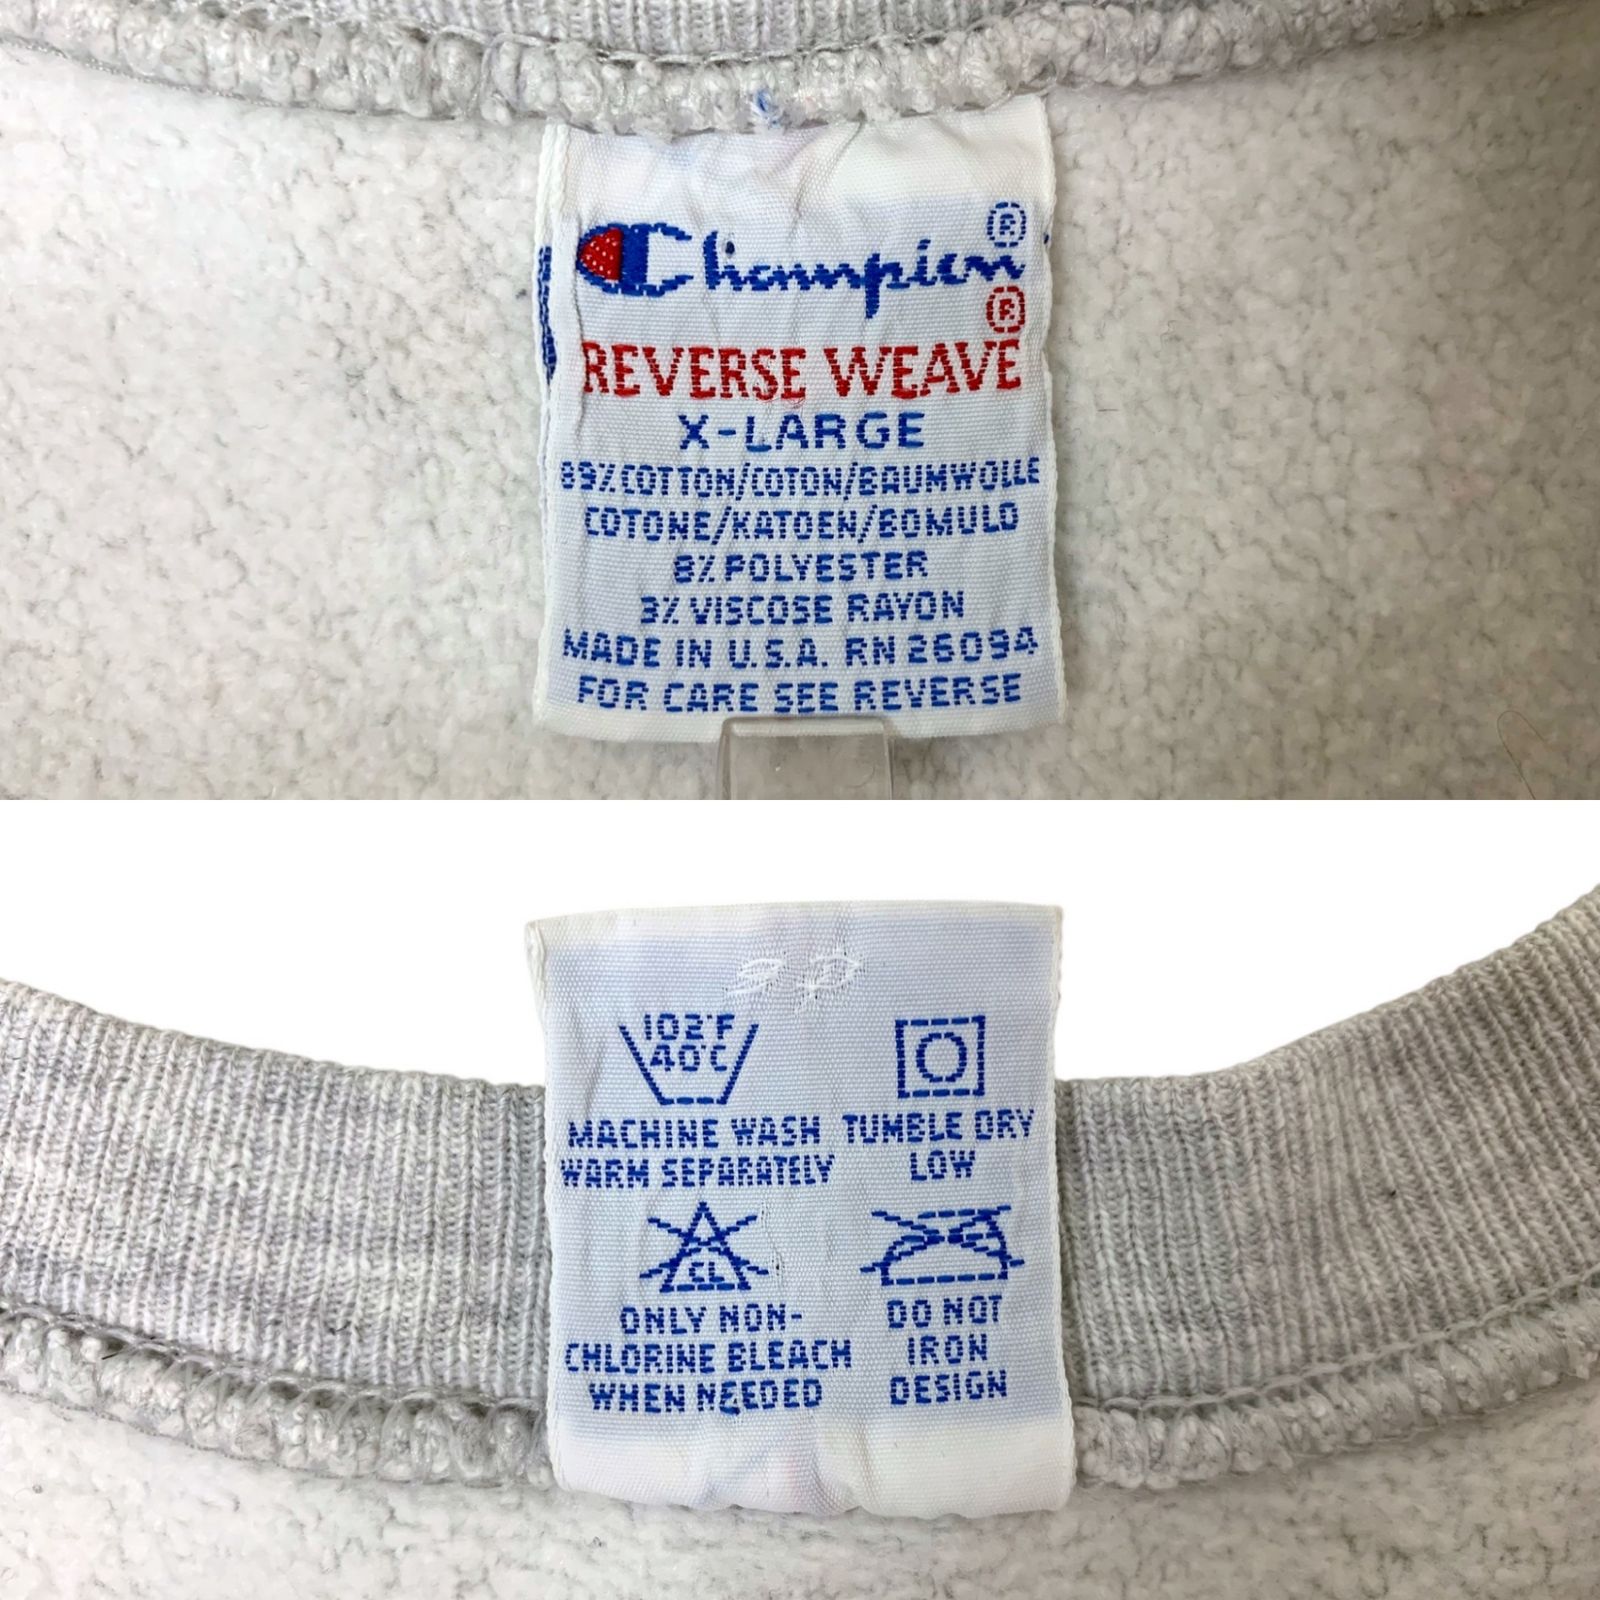 Champion®
REVERSE WEAVE®
X-LARGE
89% COTTON/COTON/BAUMWOLLE
COTONE/KATOEN/BOMULD
8% POLYESTER
3% VISCOSE RAYON
MADE IN U.S.A. RN 26094
FOR CARE SEE REVERSE
102°F
40°C
MACHINE WASH
WARM SEPARATELY
TUMBLE DRY
LOW
CL
ONLY NON-
CHLORINE BLEACH
WHEN NEEDED
DO NOT
IRON
DESIGN